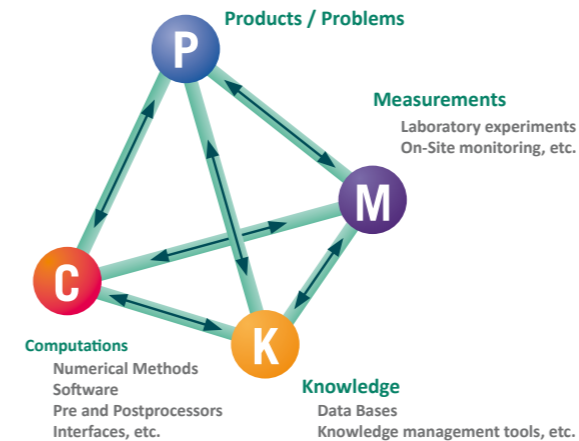 P
Products / Problems
Measurements
Laboratory experiments
On-Site monitoring, etc.
M
C
K
Computations
Numerical Methods
Software
Pre and Postprocessors
Interfaces, etc.
Knowledge
Data Bases
Knowledge management tools, etc.